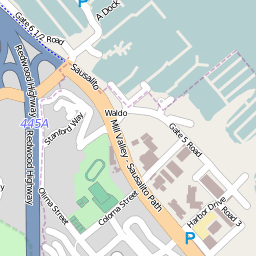 Gate 6 1/2 Road
A Dock
P
Redwood Highway
Sausalito
445A
Waldo
Stanford Way
Gate 5 Road
Mill Valley - Sausalito Path
Redwood Highway
Olima Street
Coloma Street
Harbor Drive
Road 3
P